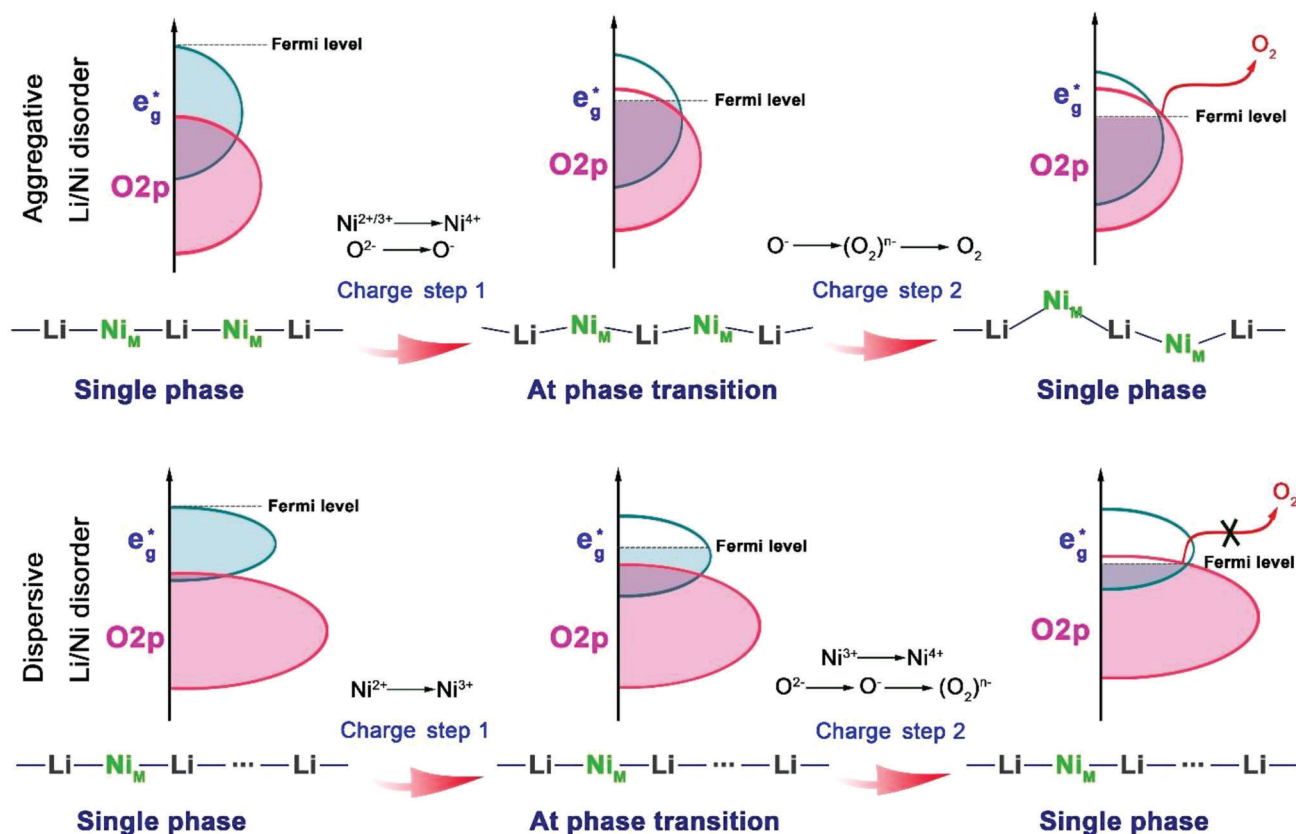 Aggregative
Li/Ni disorder
Fermi level
e*g
O2p
Ni2+/3+ → Ni4+
O2- → O-
Charge step 1
Fermi level
e*g
O2p
O- → (O2)n- → O2
Charge step 2
O2
Fermi level
e*g
O2p
Li NiM Li NiM Li
Single phase
Li NiM Li NiM Li
At phase transition
Li NiM Li NiM Li
Single phase
Dispersive
Li/Ni disorder
Fermi level
e*g
O2p
Ni2+ → Ni3+
Charge step 1
Fermi level
e*g
O2p
Ni3+ → Ni4+
O2- → O- → (O2)n-
Charge step 2
O2
X
Fermi level
e*g
O2p
Li NiM Li ... Li
Single phase
Li NiM Li ... Li
At phase transition
Li NiM Li ... Li
Single phase